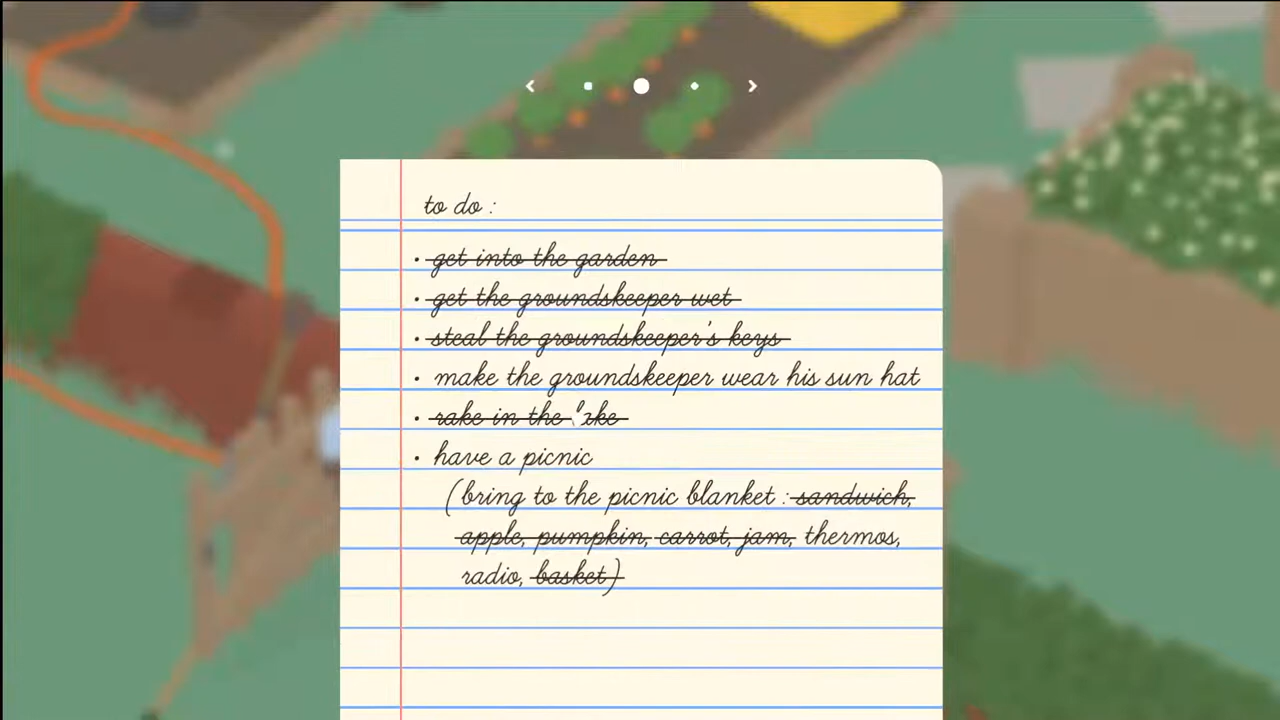 to do :
• get into the garden
• get the groundskeeper wet
• steal the groundskeeper's keys
• make the groundskeeper wear his sun hat
• rake in the lake
• have a picnic
(bring to the picnic blanket : sandwich,
apple, pumpkin, carrot, jam, thermos,
radio, basket)